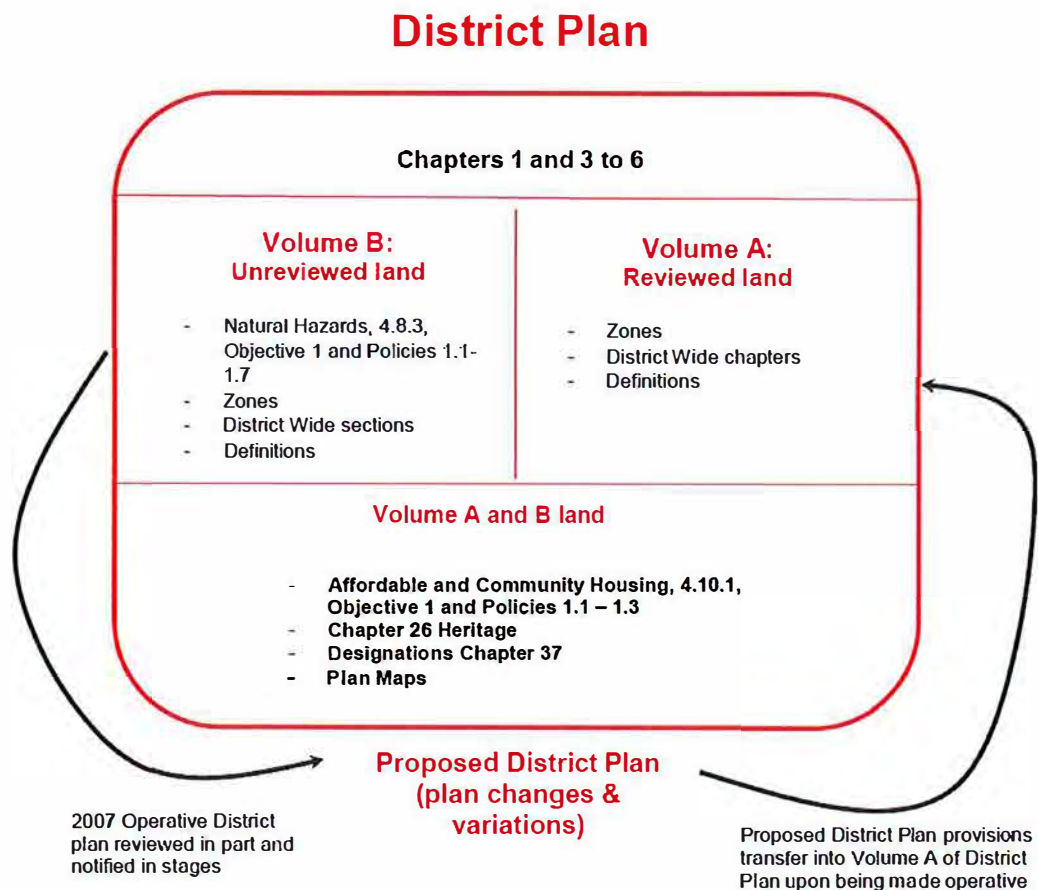 District Plan
Chapters 1 and 3 to 6
Volume B:
Unreviewed land
- Natural Hazards, 4.8.3,
Objective 1 and Policies 1.1-
1.7
- Zones
- District Wide sections
- Definitions
Volume A:
Reviewed land
- Zones
- District Wide chapters
- Definitions
Volume A and B land
- Affordable and Community Housing, 4.10.1,
Objective 1 and Policies 1.1 – 1.3
- Chapter 26 Heritage
- Designations Chapter 37
- Plan Maps
Proposed District Plan
(plan changes &
variations)
2007 Operative District
plan reviewed in part and
notified in stages
Proposed District Plan provisions
transfer into Volume A of District
Plan upon being made operative